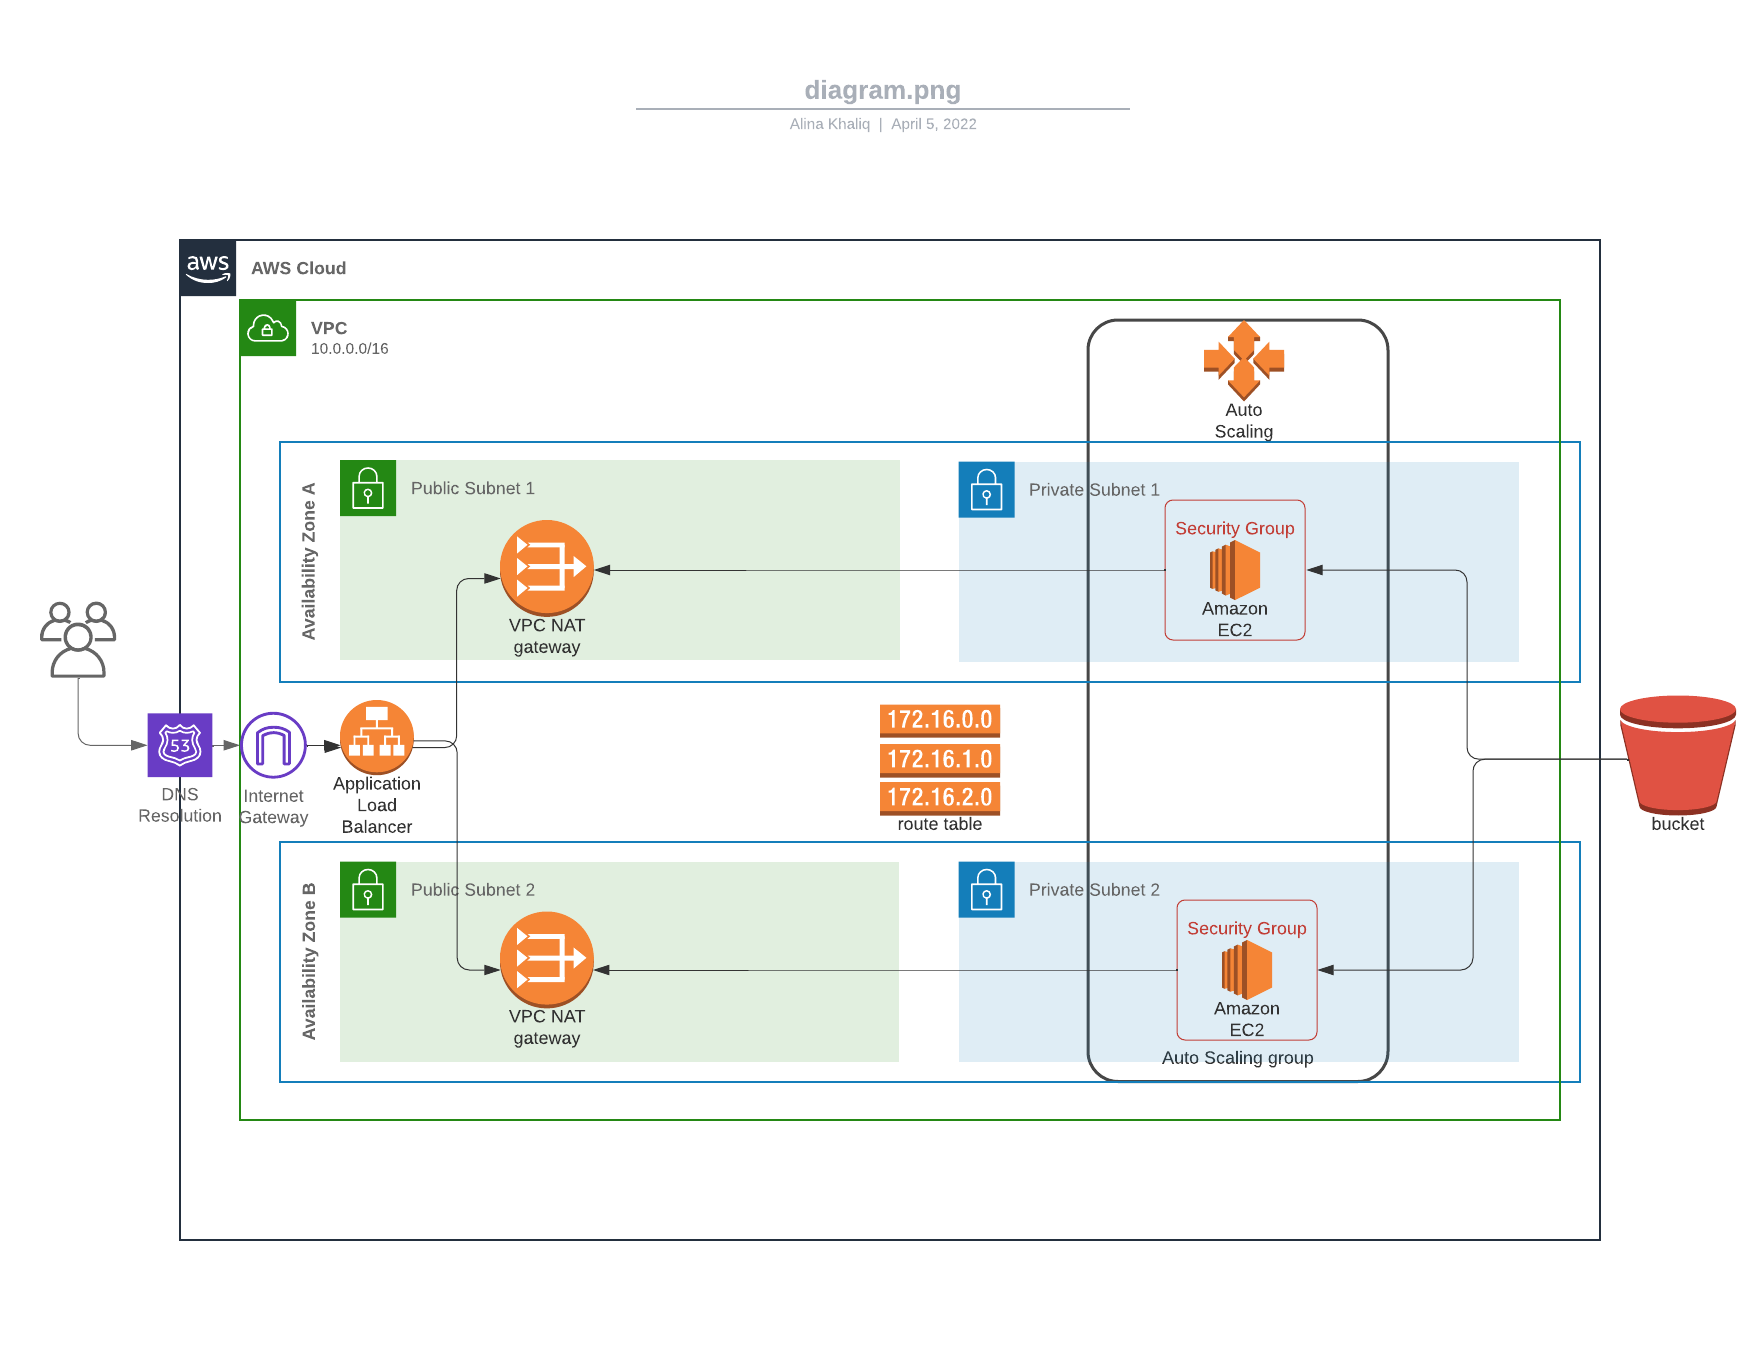 diagram.png
Alina Khaliq | April 5, 2022
aws
AWS Cloud
VPC
10.0.0.0/16
Auto
Scaling
Availability Zone A
Public Subnet 1
Private Subnet 1
Security Group
Amazon
EC2
VPC NAT
gateway
53
DNS
Resolution
Internet
Gateway
Application
Load
Balancer
172.16.0.0
172.16.1.0
172.16.2.0
route table
bucket
Availability Zone B
Public Subnet 2
Private Subnet 2
Security Group
Amazon
EC2
VPC NAT
gateway
Auto Scaling group